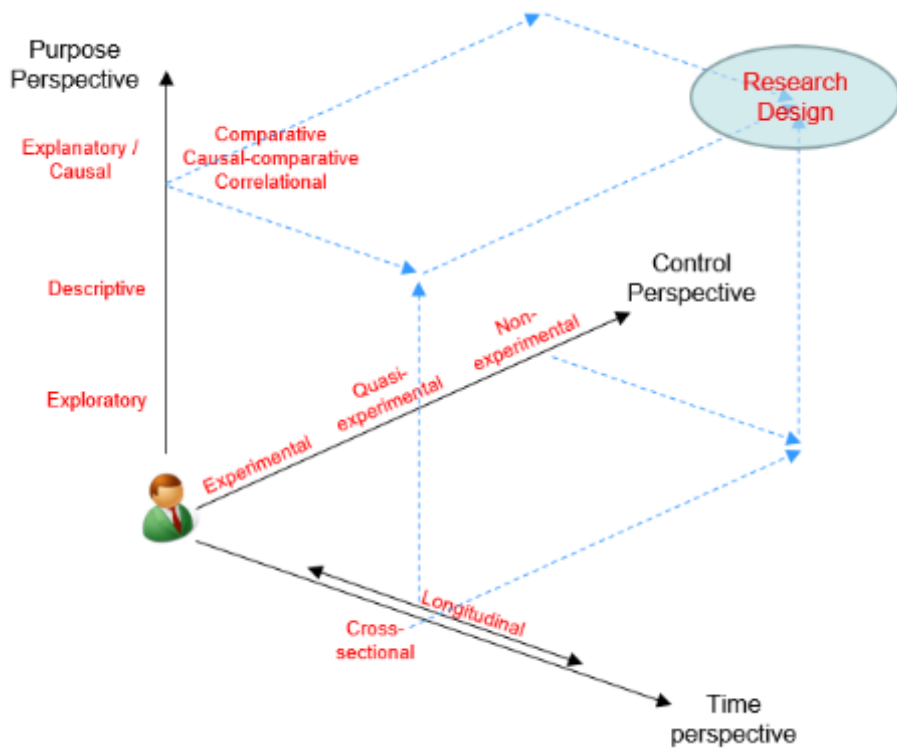 Purpose
Perspective
Research
Design
Explanatory /
Causal
Comparative
Causal-comparative
Correlational
Control
Perspective
Descriptive
Non-
experimental
Quasi-
experimental
Exploratory
Experimental
Longitudinal
Cross-
sectional
Time
perspective